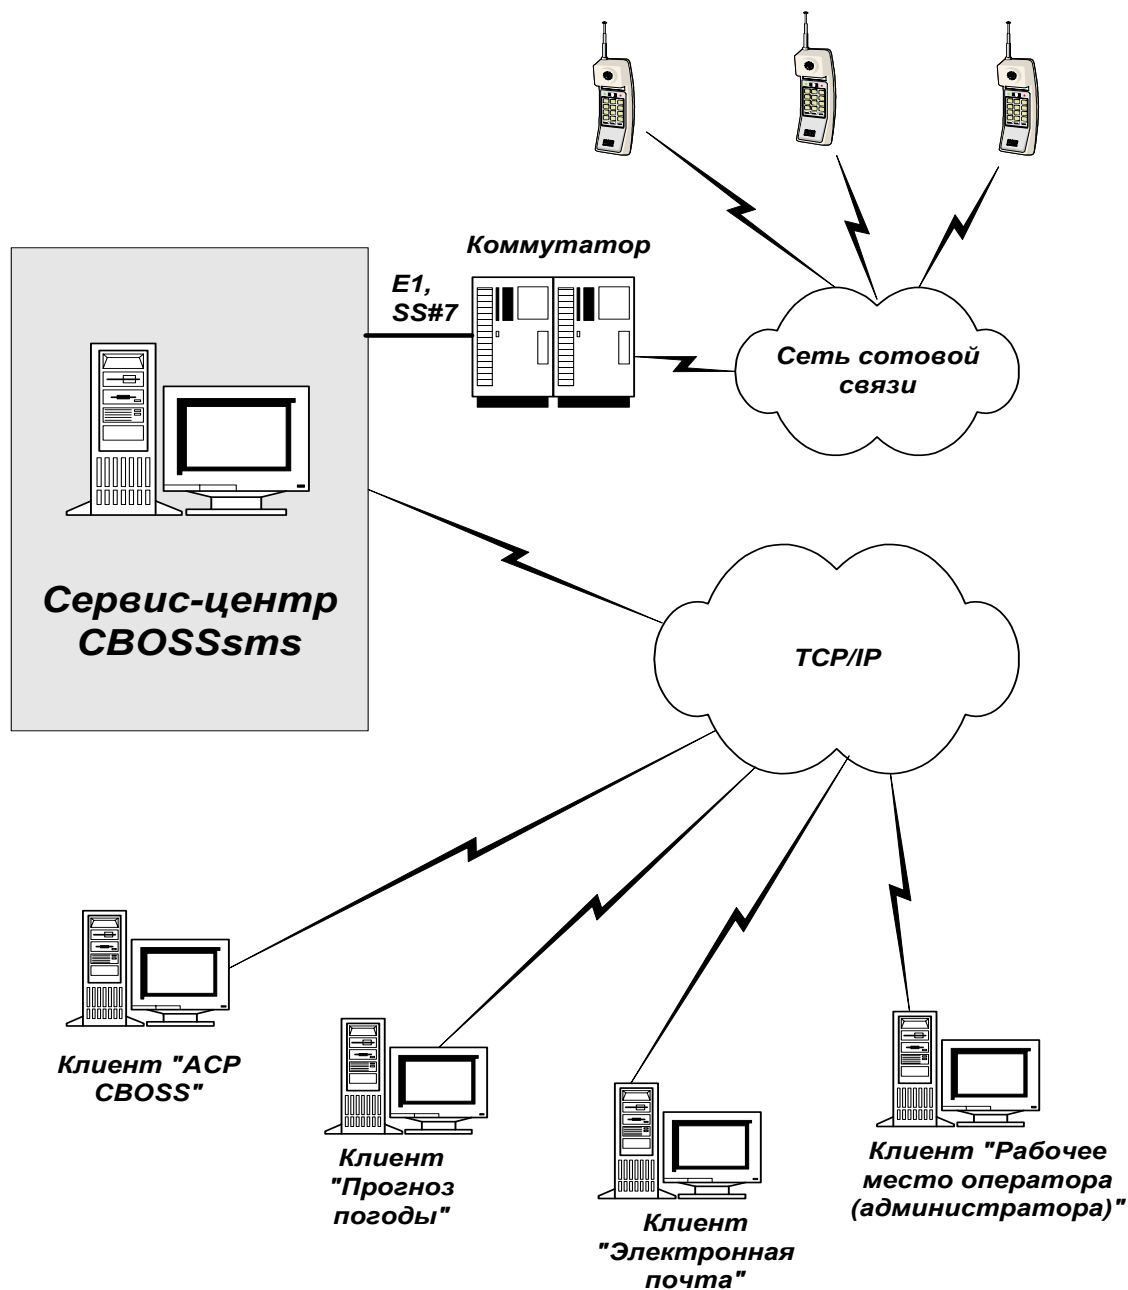 Коммутатор
E1,
SS#7
Сеть сотовой
связи
Сервис-центр
CBOSSsms
TCP/IP
Клиент "АСР
CBOSS"
Клиент
"Прогноз
погоды"
Клиент
"Электронная
почта"
Клиент "Рабочее
место оператора
(администратора)"